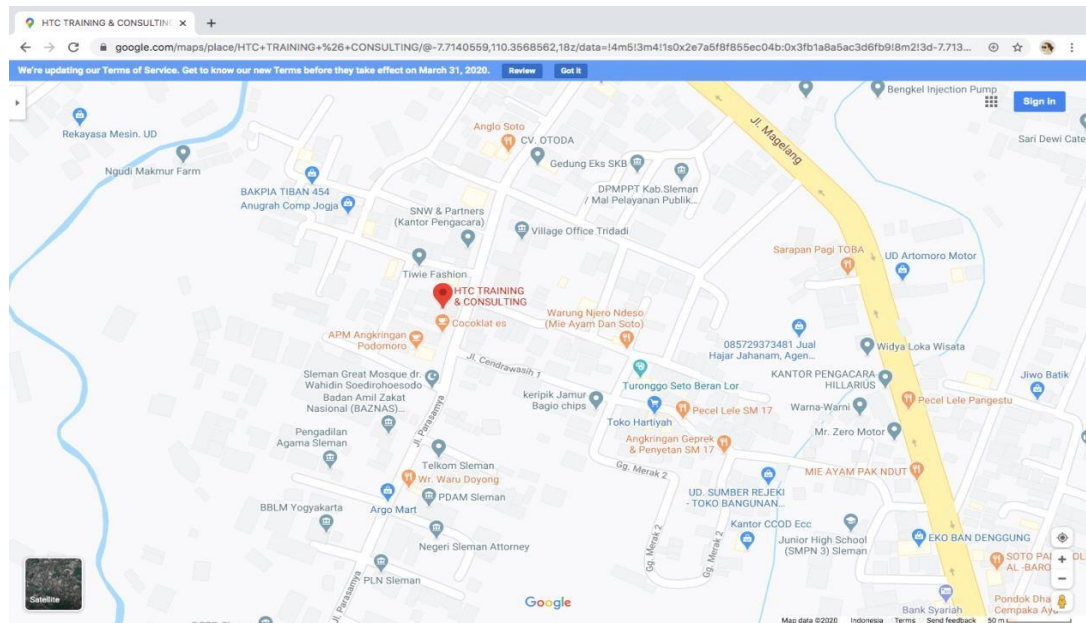 HTC TRAINING & CONSULTIN
google.com/maps/place/HTC+TRAINING+%26+CONSULTING/@-7.7140559,110.3568562,18z/data=!4m5!3m4!1s0x2e7a5f8f855ec04b:0x3fb1a8a5ac3d6fb9!8m2!3d-7.713...
We're updating our Terms of Service. Get to know our new Terms before they take effect on March 31, 2020.
Review
Got it
Sign in
Bengkel Injection Pump
Rekayasa Mesin. UD
Anglo Soto
CV. OTODA
Jl. Magelang
Sari Dewi Cate
Ngudi Makmur Farm
Gedung Eks SKB
BAKPIA TIBAN 454
Anugrah Comp Jogja
DPMPPT Kab.Sleman
/ Mal Pelayanan Publik...
SNW & Partners
(Kantor Pengacara)
Village Office Tridadi
Sarapan Pagi TOBA
UD Artomoro Motor
Tiwie Fashion
HTC TRAINING
& CONSULTING
Cocoklat es
Warung Njero Ndeso
(Mie Ayam Dan Soto)
APM Angkringan
Podomoro
085729373481 Jual
Hajar Jahanam, Agen...
Widya Loka Wisata
Jl. Cendrawasih 1
Sleman Great Mosque dr.
Wahidin Soedirohoesodo
Turonggo Seto Beran Lor
KANTOR PENGACARA
HILLARIUS
Jiwo Batik
Badan Amil Zakat
Nasional (BAZNAS)...
keripik Jamur
Bagio chips
Pecel Lele Pangestu
Toko Hartiyah
Pecel Lele SM 17
Warna-Warni
Jl. Parasamya
Pengadilan
Agama Sleman
Angkringan Geprek
& Penyetan SM 17
Mr. Zero Motor
Telkom Sleman
Gg. Merak 2
MIE AYAM PAK NDUT
Wr. Waru Doyong
PDAM Sleman
Argo Mart
UD. SUMBER REJEKI
- TOKO BANGUNAN...
BBLM Yogyakarta
Kantor CCOD Ecc
Junior High School
(SMPN 3) Sleman
EKO BAN DENGGUNG
Negeri Sleman Attorney
Gg. Merak 2
Gg. Merak 2
SOTO
AL -BARO
PLN Sleman
Satellite
Google
Bank Syariah
Pondok Dha
Cempaka Ayu
Map data ©2020
Indonesia
Terms
Send feedback
50 m